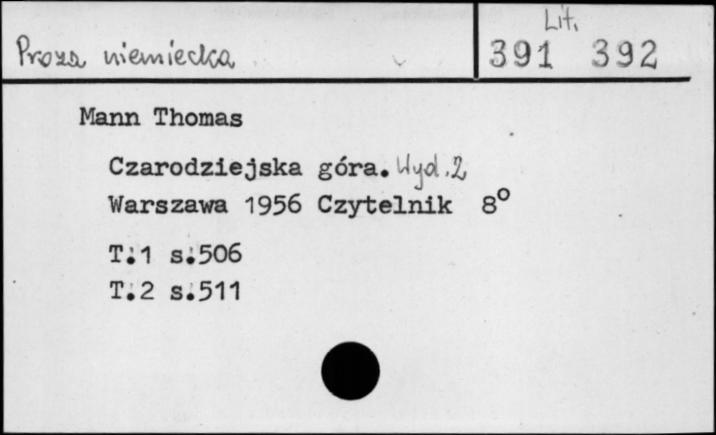 Lit.
Proza niemiecka
391 392
Mann Thomas
Czarodziejska góra. Wyd. 2
Warszawa 1956 Czytelnik 8°
T.1 s.506
T.2 s.511